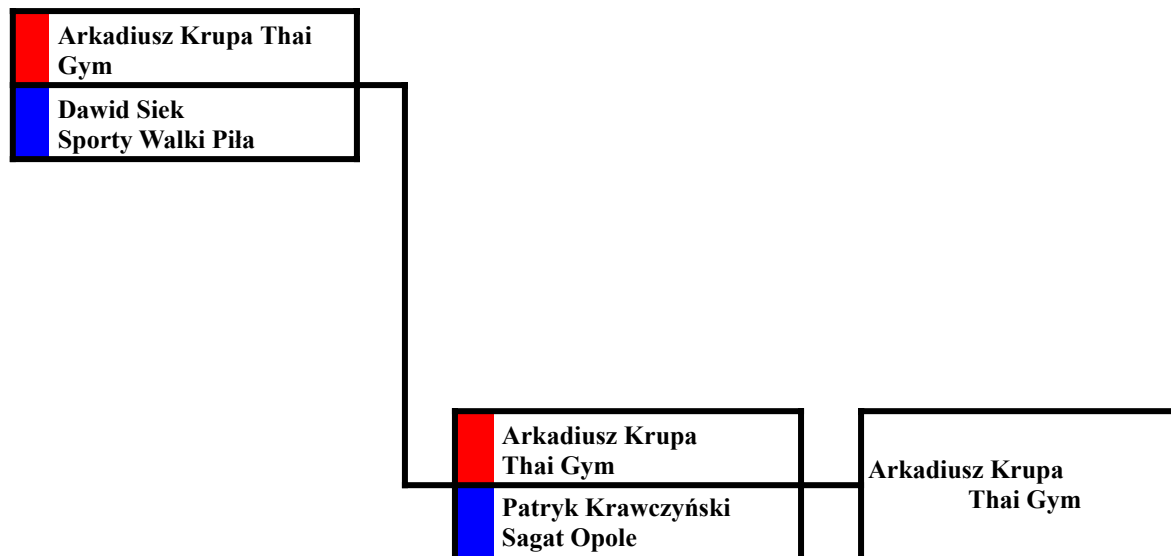 Arkadiusz Krupa Thai
Gym
Dawid Siek
Sporty Walki Piła
Arkadiusz Krupa
Thai Gym
Patryk Krawczyński
Sagat Opole
Arkadiusz Krupa
Thai Gym